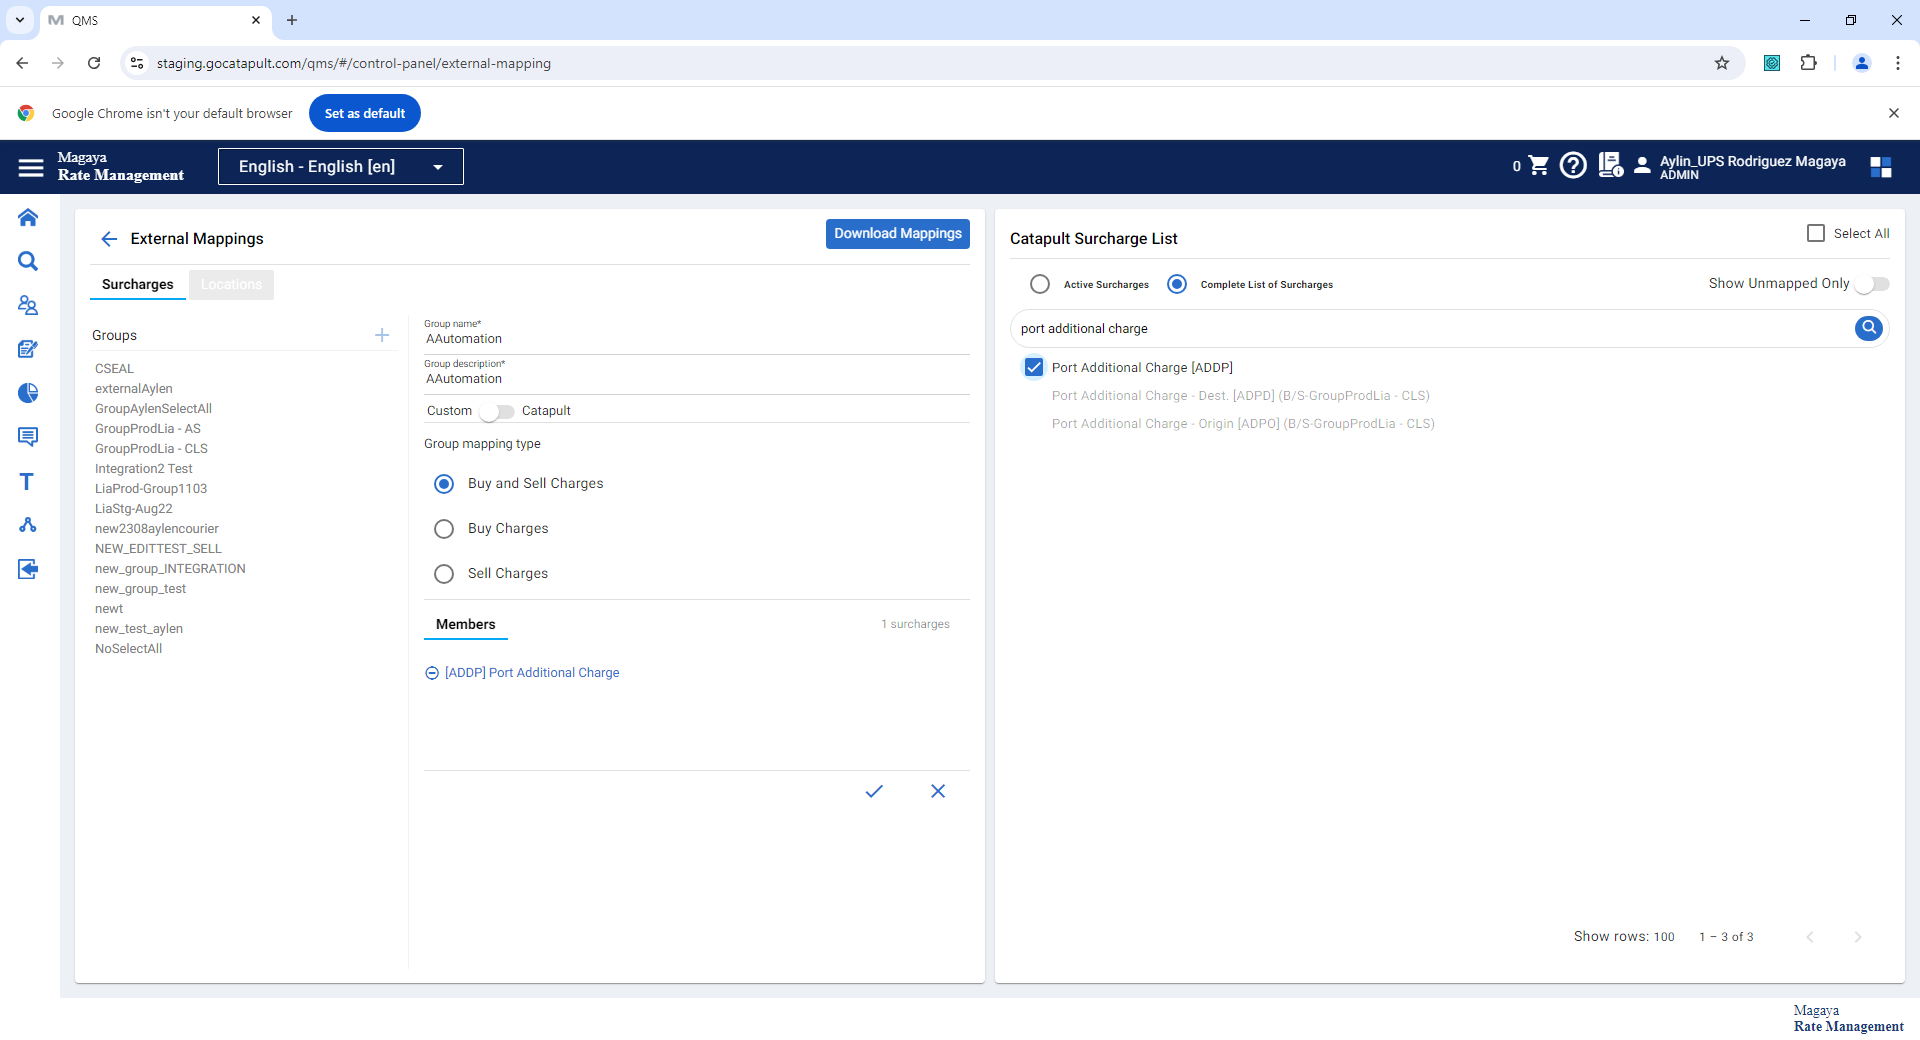 QMS
staging.gocatapult.com/qms/#/control-panel/external-mapping
Google Chrome isn't your default browser
Set as default
Magaya
Rate Management
English - English [en]
0
Aylin_UPS Rodriguez Magaya
ADMIN
External Mappings
Download Mappings
Surcharges
Locations
Groups
CSEAL
externalAylen
GroupAylenSelectAll
GroupProdLia - AS
GroupProdLia - CLS
Integration2 Test
LiaProd-Group1103
LiaStg-Aug22
new2308aylencourier
NEW_EDITTEST_SELL
new_group_INTEGRATION
new_group_test
newt
new_test_aylen
NoSelectAll
Group name*
AAutomation
Group description*
AAutomation
Custom
Catapult
Group mapping type
Buy and Sell Charges
Buy Charges
Sell Charges
Members
1 surcharges
[ADDP] Port Additional Charge
Catapult Surcharge List
Select All
Active Surcharges
Complete List of Surcharges
Show Unmapped Only
port additional charge
Port Additional Charge [ADDP]
Port Additional Charge - Dest. [ADPD] (B/S-GroupProdLia - CLS)
Port Additional Charge - Origin [ADPO] (B/S-GroupProdLia - CLS)
Show rows: 100
1 – 3 of 3
Magaya
Rate Management